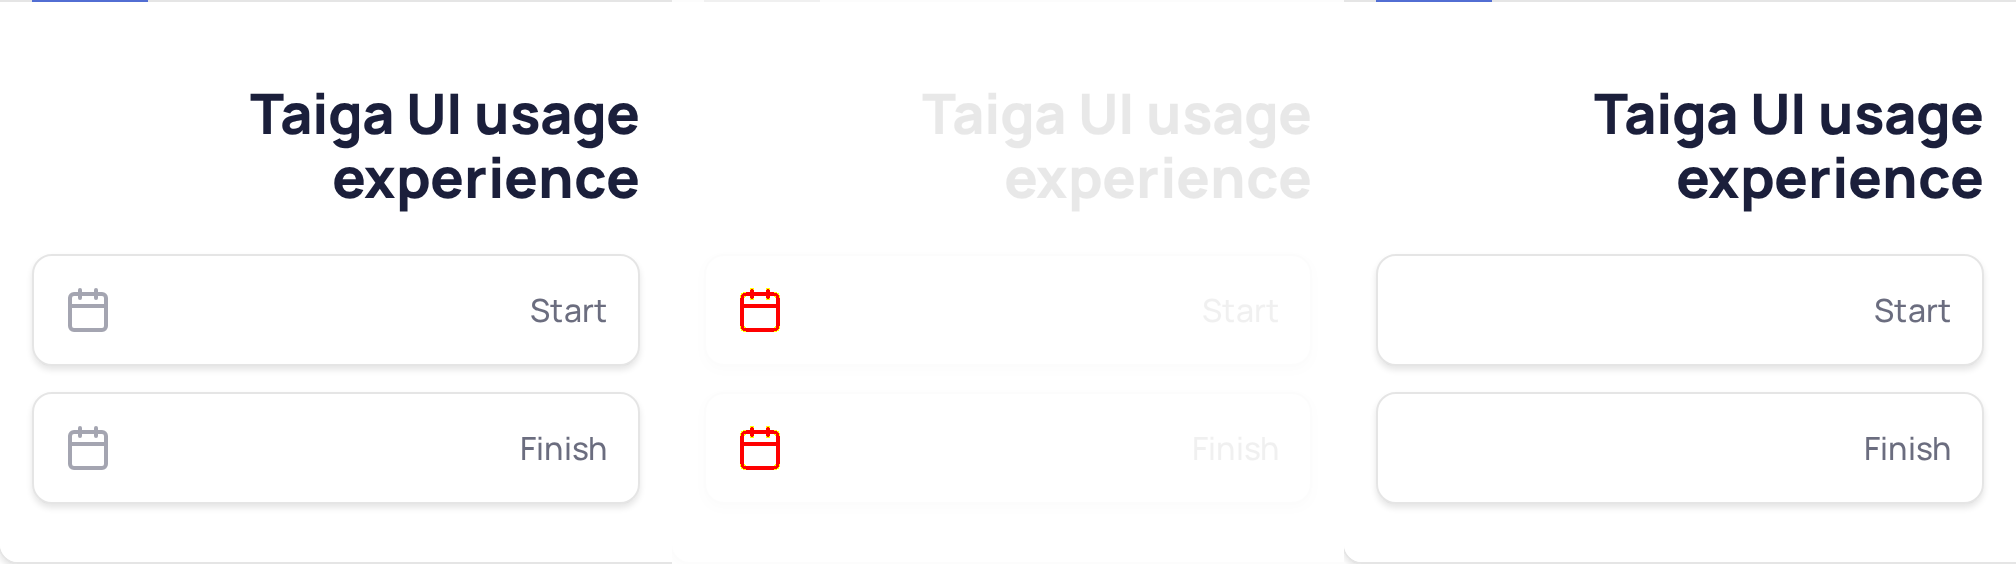 Taiga UI usage
experience
Start
Finish
Taiga UI usage
experience
Start
Finish
Taiga UI usage
experience
Start
Finish